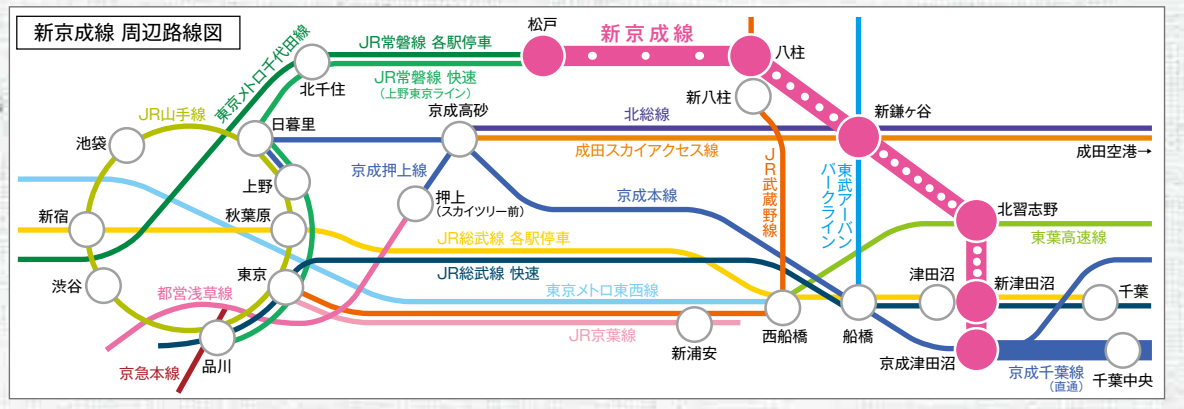 新京成線 周辺路線図
松戸
新京成線
八柱
JR常磐線 各駅停車
JR常磐線 快速
(上野東京ライン)
東京メトロ千代田線
北千住
新八柱
新鎌ヶ谷
JR山手線
池袋
日暮里
京成高砂
北総線
成田スカイアクセス線
成田空港→
京成押上線
上野
押上
(スカイツリー前)
京成本線
JR武蔵野線
東武アーバン
パークライン
新宿
秋葉原
北習志野
東葉高速線
JR総武線 各駅停車
JR総武線 快速
東京
渋谷
都営浅草線
東京メトロ東西線
津田沼
新津田沼
千葉
JR京葉線
新浦安
西船橋
船橋
品川
京急本線
京成津田沼
京成千葉線
(直通)
千葉中央